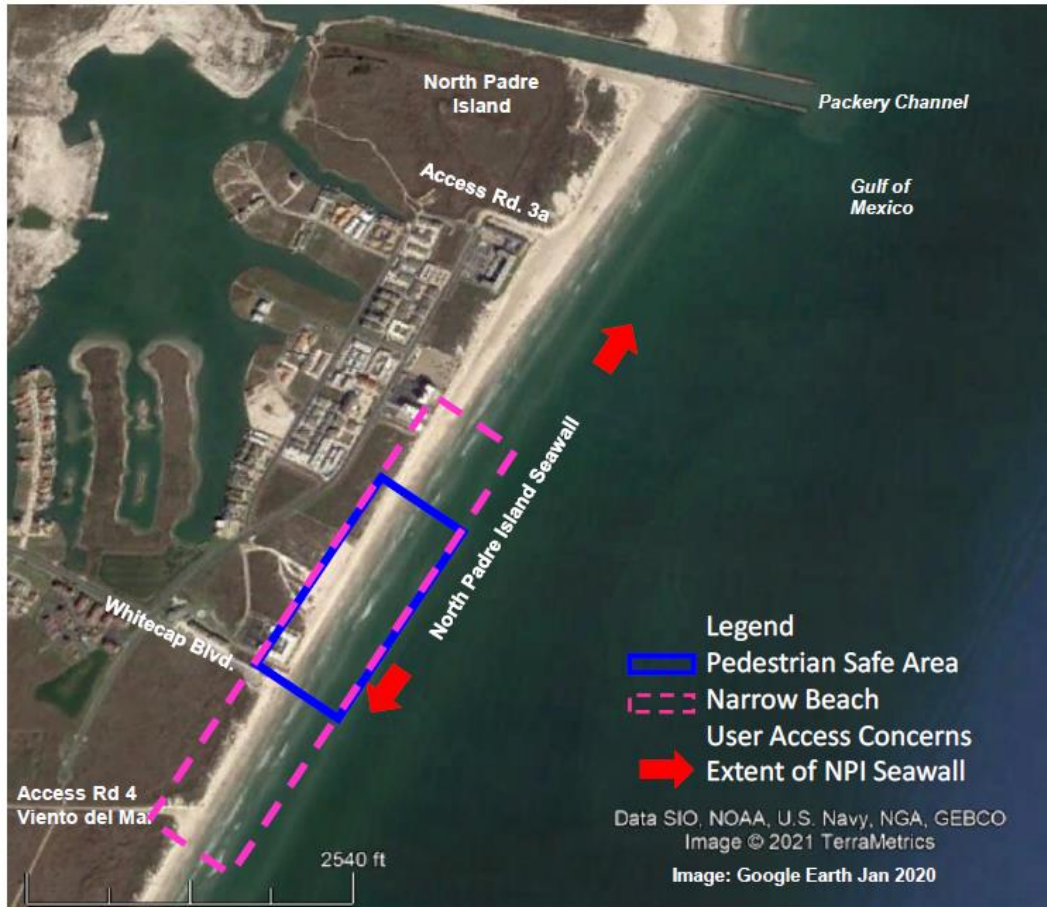 North Padre
Island
Packery Channel
Access Rd. 3a
Gulf of
Mexico
North Padre Island Seawall
Whitecap Blvd.
Legend
Pedestrian Safe Area
Narrow Beach
User Access Concerns
Extent of NPI Seawall
Access Rd 4
Viento del Mar
Data SIO, NOAA, U.S. Navy, NGA, GEBCO
Image © 2021 TerraMetrics
2540 ft
Image: Google Earth Jan 2020